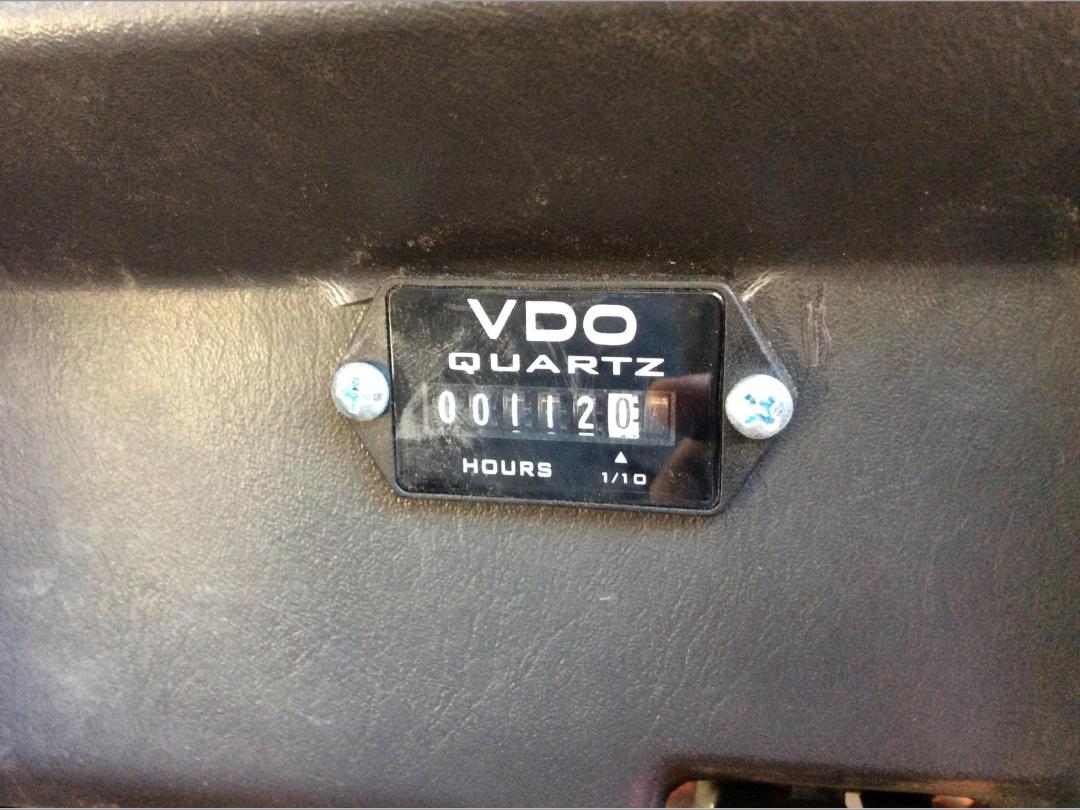 VDO
QUARTZ
001120
HOURS
1/10